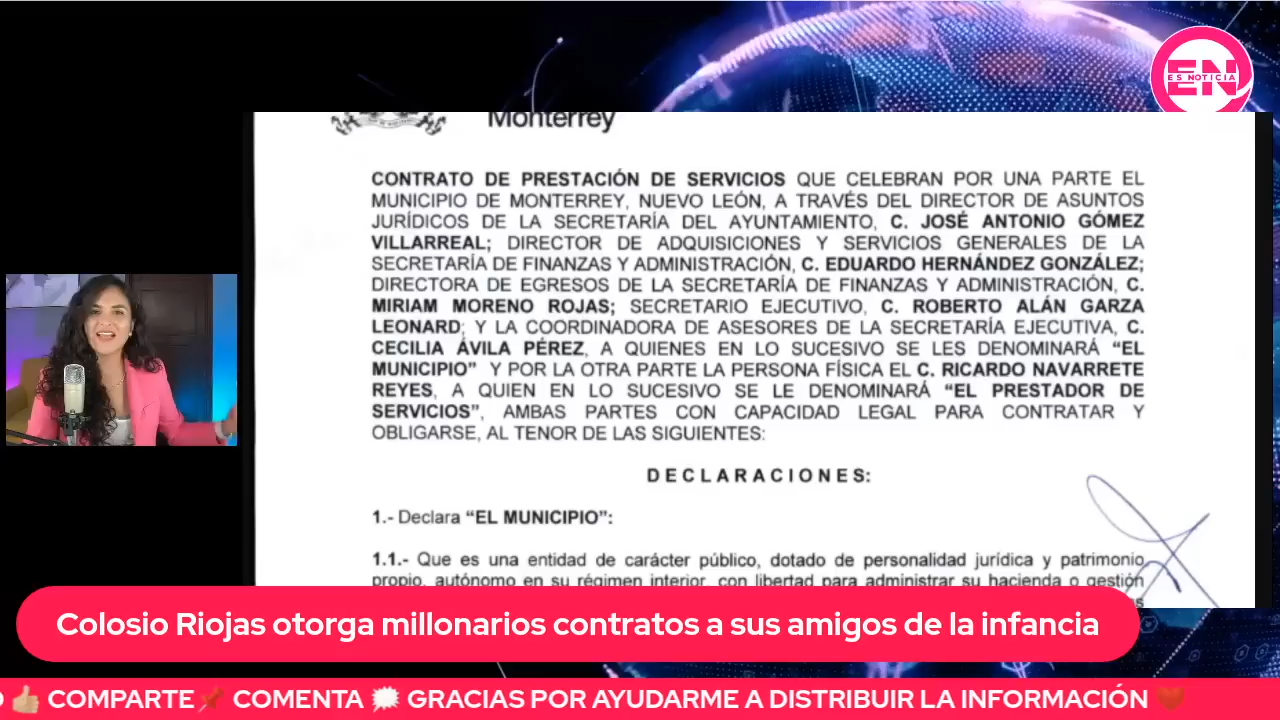 EN
ES NOTICIA
Monterrey
CONTRATO DE PRESTACIÓN DE SERVICIOS QUE CELEBRAN POR UNA PARTE EL
MUNICIPIO DE MONTERREY, NUEVO LEÓN, A TRAVÉS DEL DIRECTOR DE ASUNTOS
JURÍDICOS DE LA SECRETARÍA DEL AYUNTAMIENTO, C. JOSÉ ANTONIO GÓMEZ
VILLARREAL; DIRECTOR DE ADQUISICIONES Y SERVICIOS GENERALES DE LA
SECRETARÍA DE FINANZAS Y ADMINISTRACIÓN, C. EDUARDO HERNÁNDEZ GONZÁLEZ;
DIRECTORA DE EGRESOS DE LA SECRETARÍA DE FINANZAS Y ADMINISTRACIÓN, C.
MIRIAM MORENO ROJAS; SECRETARIO EJECUTIVO, C. ROBERTO ALÁN GARZA
LEONARD; Y LA COORDINADORA DE ASESORES DE LA SECRETARÍA EJECUTIVA, C.
CECILIA ÁVILA PÉREZ, A QUIENES EN LO SUCESIVO SE LES DENOMINARÁ “EL
MUNICIPIO” Y POR LA OTRA PARTE LA PERSONA FÍSICA EL C. RICARDO NAVARRETE
REYES, A QUIEN EN LO SUCESIVO SE LE DENOMINARÁ “EL PRESTADOR DE
SERVICIOS”, AMBAS PARTES CON CAPACIDAD LEGAL PARA CONTRATAR Y
OBLIGARSE, AL TENOR DE LAS SIGUIENTES:
DECLARACIONES:
1.- Declara “EL MUNICIPIO”:
1.1.- Que es una entidad de carácter público, dotado de personalidad jurídica y patrimonio
propio, autónomo en su régimen interior, con libertad para administrar su hacienda o gestión
Colosio Riojas otorga millonarios contratos a sus amigos de la infancia
👍🏼 COMPARTE📌 COMENTA 🗯 GRACIAS POR AYUDARME A DISTRIBUIR LA INFORMACIÓN ❤